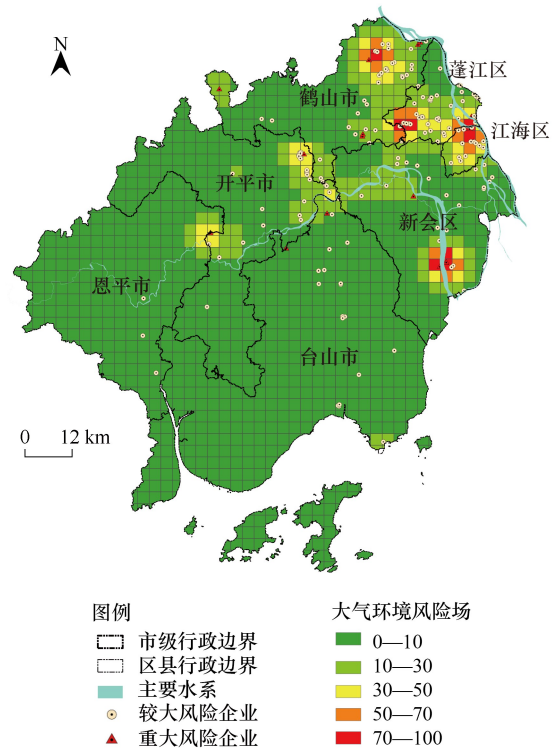 N
蓬江区
鹤山市
江海区
开平市
新会区
恩平市
台山市
0 12 km
图例
市级行政边界
区县行政边界
主要水系
较大风险企业
重大风险企业
大气环境风险场
0—10
10—30
30—50
50—70
70—100